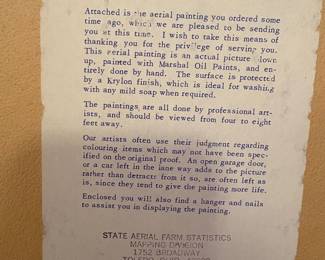 Attached is the aerial painting you ordered some
time ago, which we are pleased to be sending
you at this time. I wish to take this means of
thanking you for the privilege of serving you.
This aerial painting is an actual picture blown
up, painted with Marshal Oil Paints, and en-
tirely done by hand. The surface is protected
by a Krylon finish, which is ideal for washing
with any mild soap when required.
The paintings are all done by professional art-
ists, and should be viewed from four to eight
feet away.
Our artists often use their judgment regarding
colouring items which may not have been spec-
ified on the original proof. An open garage door,
or a car left in the lane way adds to the picture
rather than detract from it so, are often left as
is, since they tend to give the painting more life.
Enclosed you will also find a hanger and nails
to assist you in displaying the painting.
STATE AERIAL FARM STATISTICS
MAPPING DIVISION
1752 BROADWAY